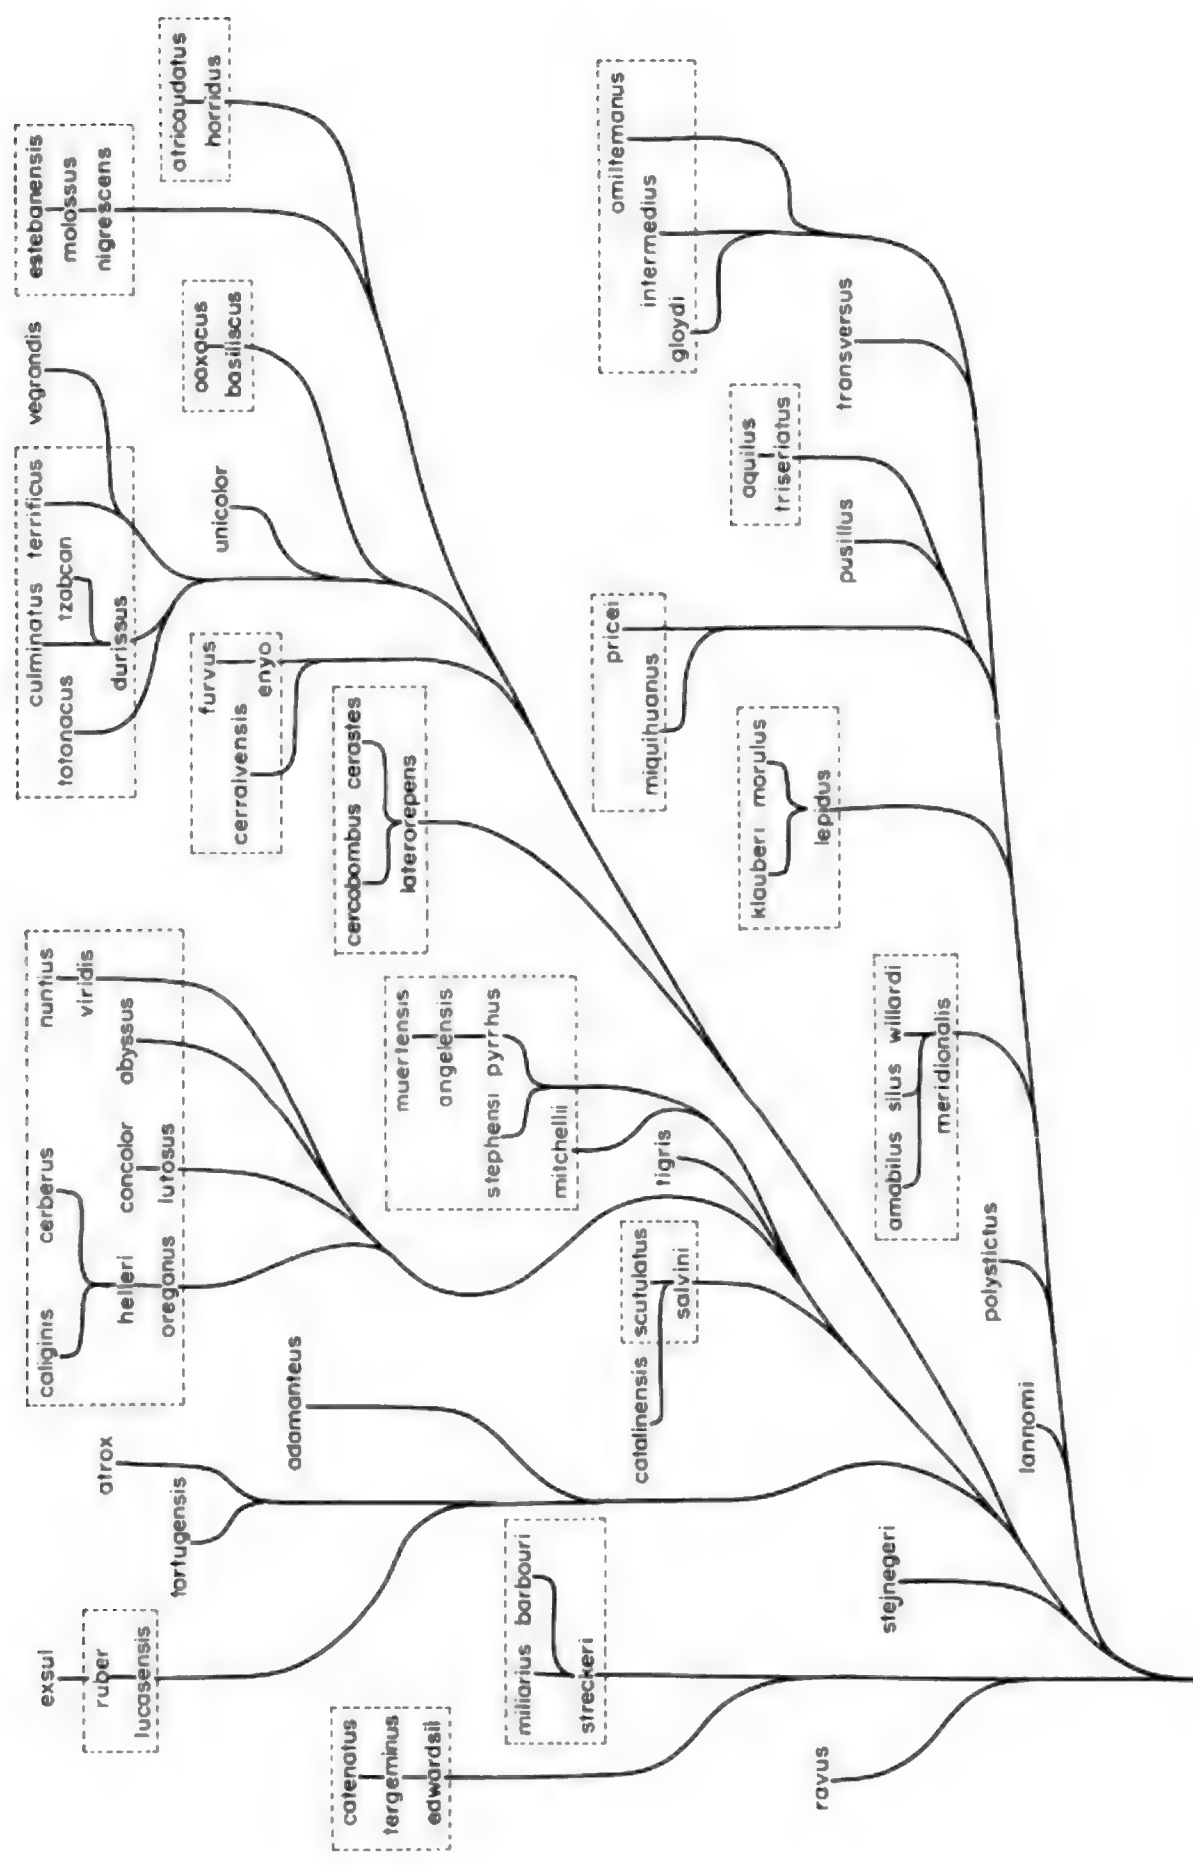 exsul
ruber
lucasensis
tortugensis
atrox
adamanteus
caliginis
cerberus
helleri
oreganus
concolor
lutosus
abyssus
nuntius
viridis
catenatus
tergeminus
edwardsii
miliarius
barbouri
streckeri
ravus
stejnegeri
catalinensis
scutulatus
salvini
tigris
mitchellii
stephensi
pyrrhus
angelensis
muertensis
cercobombus
cerastes
laterorepens
cerralvensis
furvus
enyo
totonacus
culminatus
tzabcan
durissus
terrificus
vegrandis
unicolor
oaxacus
basiliscus
estebanensis
molossus
nigrescens
atricaudatus
horridus
lannomi
polystictus
amabilus
silus
willardi
meridionalis
klauberi
morulus
lepidus
miquihuanus
pricei
pusillus
aquilus
triseriatus
transversus
gloydi
intermedius
omiltemanus